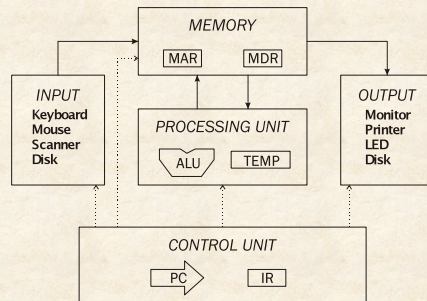 MEMORY
MAR MDR
INPUT
Keyboard
Mouse
Scanner
Disk
PROCESSING UNIT
ALU TEMP
OUTPUT
Monitor
Printer
LED
Disk
CONTROL UNIT
PC IR